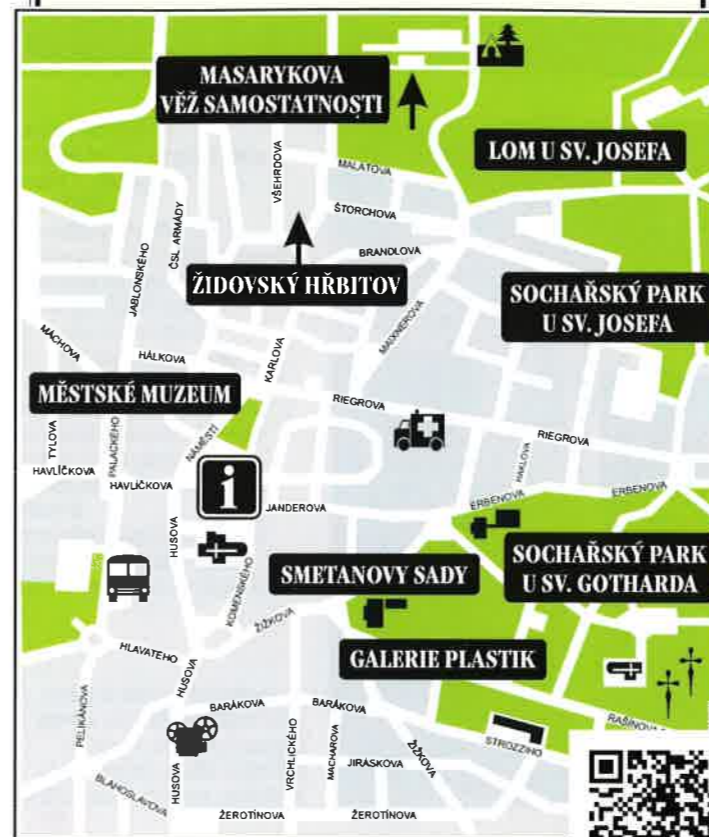 MASARYKOVA
VĚŽ SAMOSTATNOSTI
LOM U SV. JOSEFA
MALÁTOVA
VŠEHRDOVA
ŠTORCHOVA
ČSL ARMÁDY
BRANDLOVA
JABLONSKÉHO
ŽIDOVSKÝ HŘBITOV
SOCHAŘSKÝ PARK
U SV. JOSEFA
MÁCHOVA
MAIXNEROVA
HÁLKOVA
KARLOVA
MĚSTSKÉ MUZEUM
RIEGROVA
RIEGROVA
TYLOVA
PALACKÉHO
NÁMĚSTÍ
HAKLOVA
HAVLÍČKOVA
HAVLÍČKOVA
i
JANDEROVA
ERBENOVA
ERBENOVA
HUSOVA
SOCHAŘSKÝ PARK
U SV. GOTHARDA
SMETANOVY SADY
KOMENSKÉHO
ŽIŽKOVA
HLAVATÉHO
GALERIE PLASTIK
HUSOVA
PELIKÁNOVA
BARÁKOVA
BARÁKOVA
RAŠÍNOVA
STROZZIHO
VRCHLICKÉHO
MACHAROVA
JIRÁSKOVA
ŽIŽKOVA
BLAHOSLAVOVA
HUSOVA
ŽEROTÍNOVA
ŽEROTÍNOVA